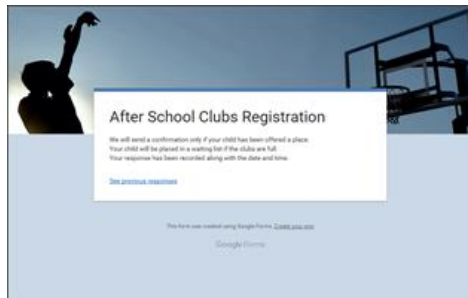 After School Clubs Registration
We will send a confirmation only if your child has been offered a place.
Your child will be placed in a waiting list if the clubs are full.
Your response has been recorded along with the date and time.
See previous responses
This form was created using Google Forms. Create your own
Google Forms